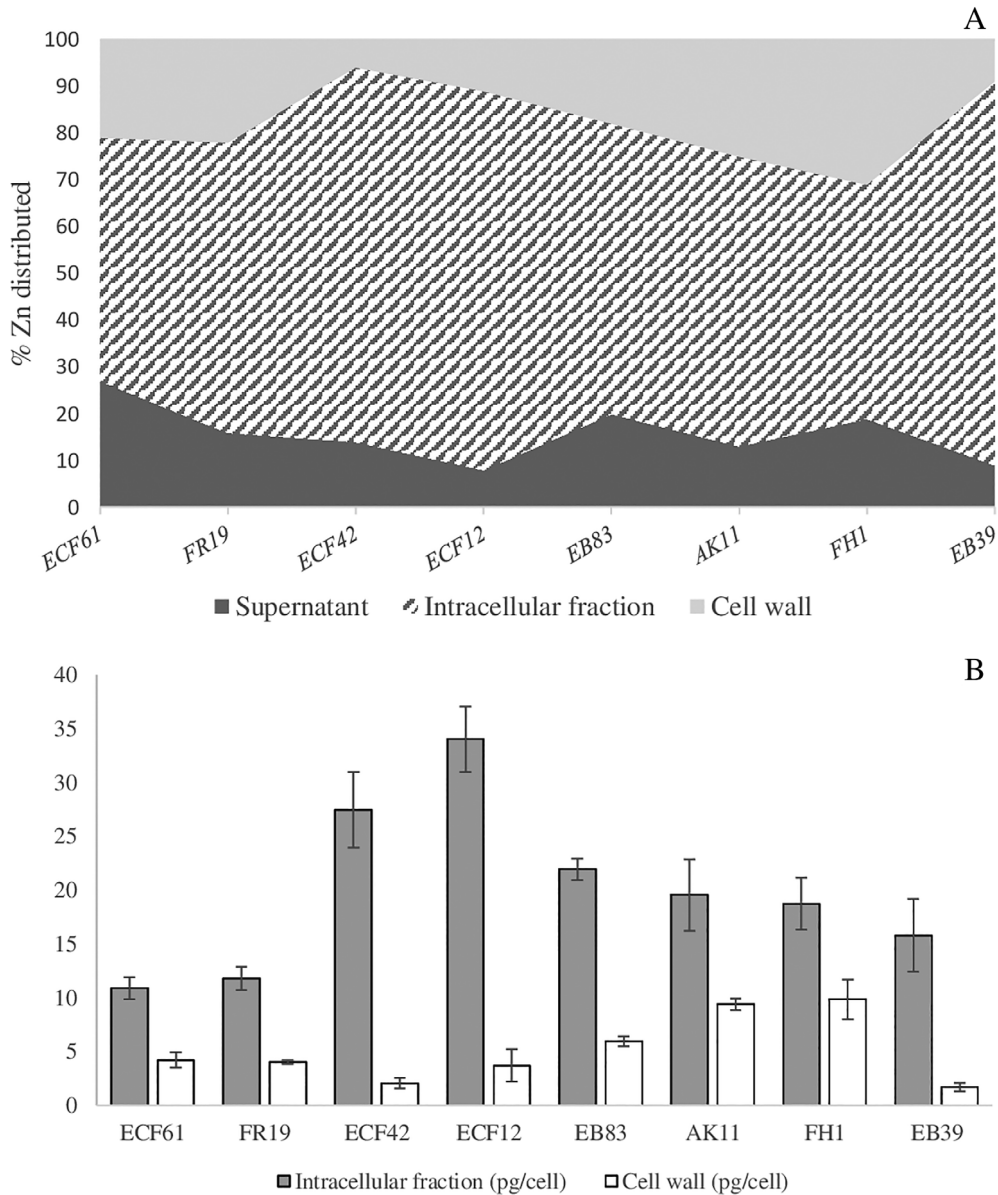 A
100
90
80
70
60
50
40
30
20
10
0
% Zn distributed
ECF61 FR19 ECF42 ECF12 EB83 AK11 FH1 EB39
Supernatant Intracellular fraction Cell wall
B
40
35
30
25
20
15
10
5
0
ECF61 FR19 ECF42 ECF12 EB83 AK11 FH1 EB39
Intracellular fraction (pg/cell) Cell wall (pg/cell)